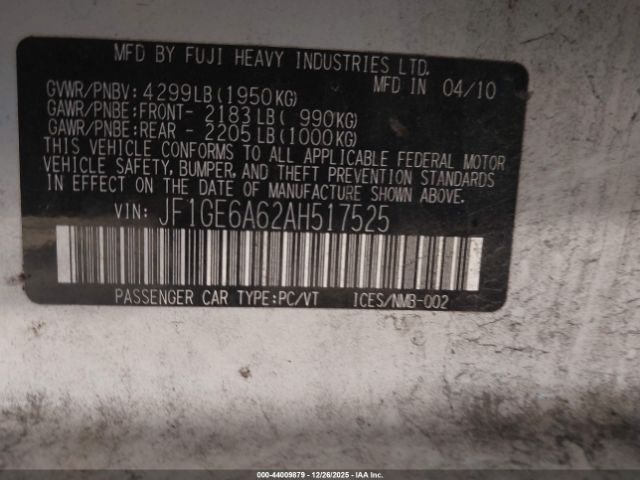 MFD BY FUJI HEAVY INDUSTRIES LTD.
MFD IN 04/10
GVWR/PNBV: 4299LB(1950KG)
GAWR/PNBE:FRONT- 2183LB( 990KG)
GAWR/PNBE:REAR - 2205LB(1000KG)
THIS VEHICLE CONFORMS TO ALL APPLICABLE FEDERAL MOTOR
VEHICLE SAFETY, BUMPER, AND THEFT PREVENTION STANDARDS
IN EFFECT ON THE DATE OF MANUFACTURE SHOWN ABOVE.
VIN: JF1GE6A62AH517525
PASSENGER CAR TYPE:PC/VT ICES/NMB-002
000-44009879 | 12/26/2025 | IAA Inc.